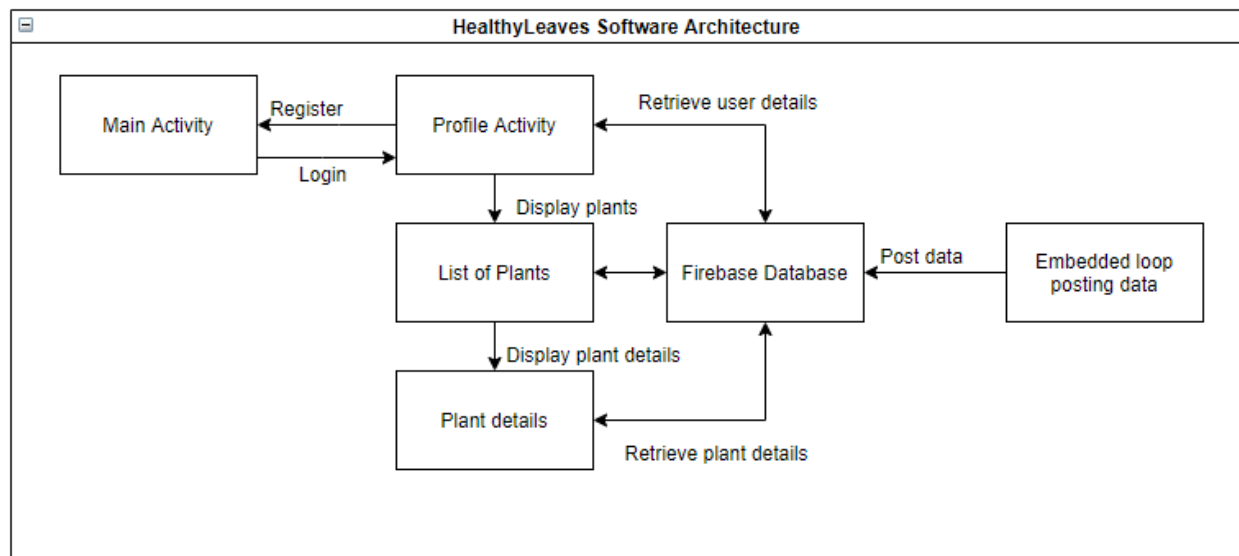 HealthyLeaves Software Architecture
Main Activity
Register
Login
Profile Activity
Retrieve user details
Display plants
List of Plants
Firebase Database
Post data
Embedded loop
posting data
Display plant details
Plant details
Retrieve plant details